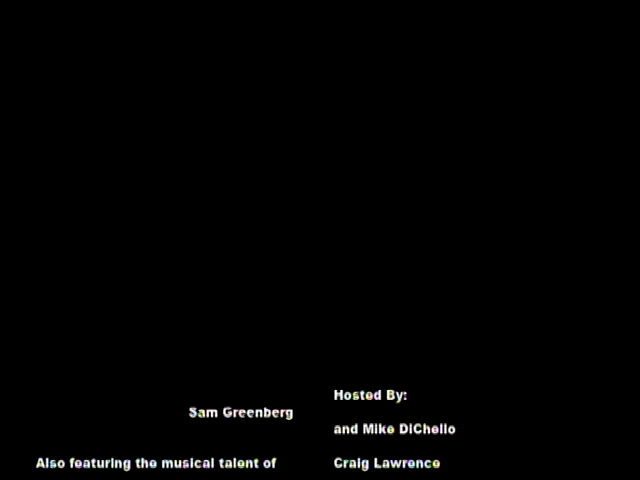 Hosted By:
Sam Greenberg
and Mike DiChello
Also featuring the musical talent of Craig Lawrence